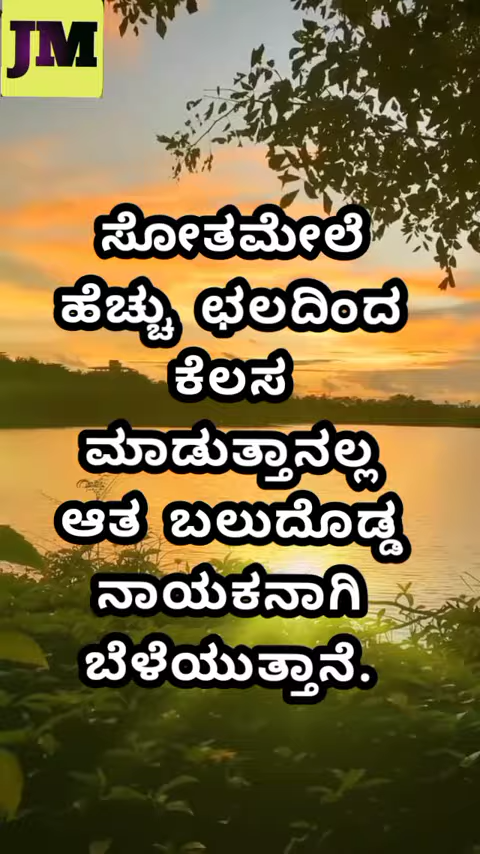 JM
ಸೋತಮೇಲೆ
ಹೆಚ್ಚು ಛಲದಿಂದ
ಕೆಲಸ
ಮಾಡುತ್ತಾನಲ್ಲ
ಆತ ಬಲುದೊಡ್ಡ
ನಾಯಕನಾಗಿ
ಬೆಳೆಯುತ್ತಾನೆ.